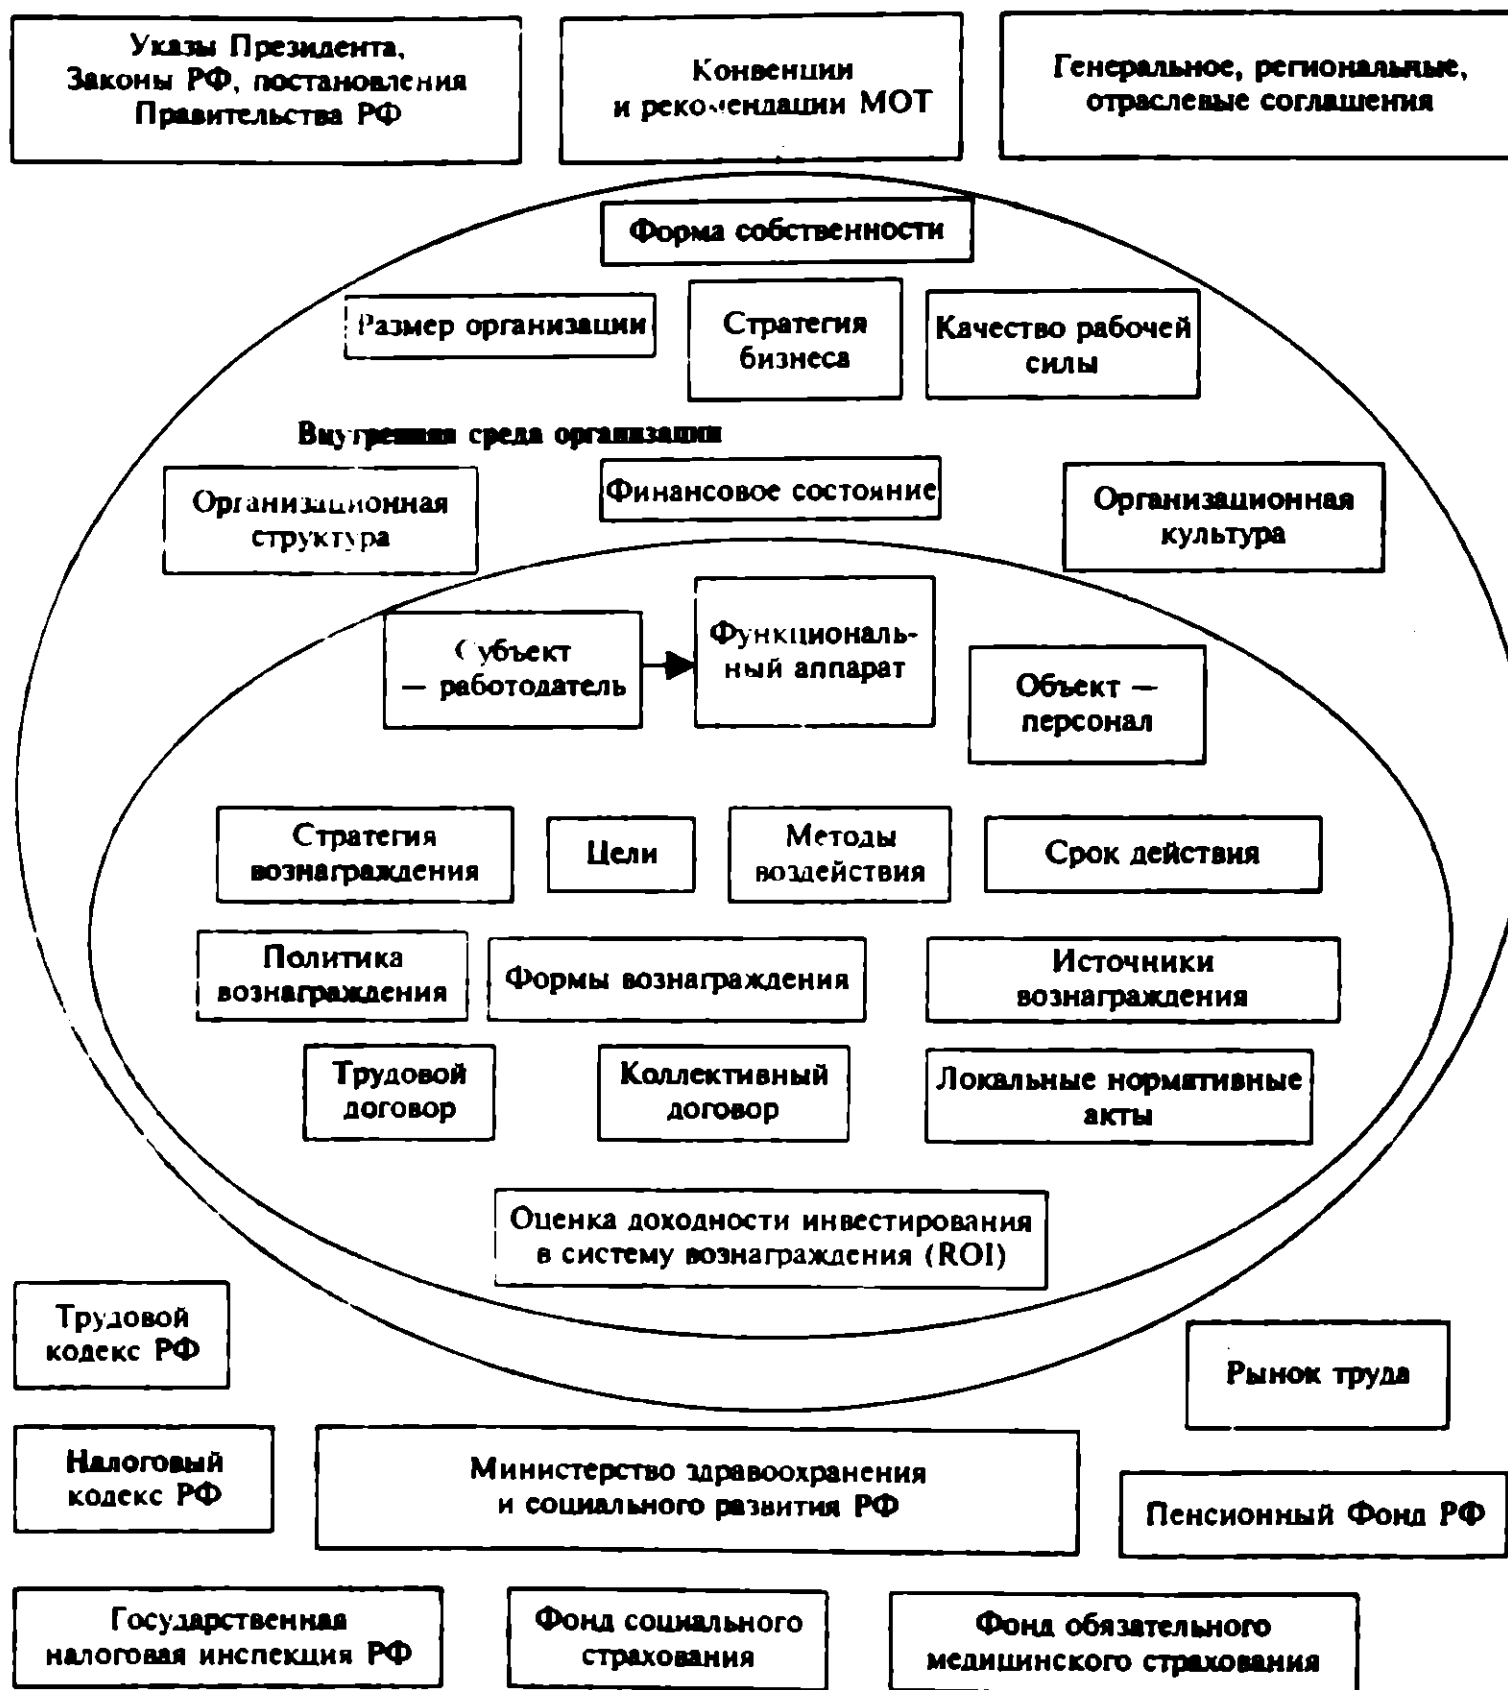 Указы Президента,
Законы РФ, постановления
Правительства РФ
Конвенции
и рекомендации МОТ
Генеральное, региональные,
отраслевые соглашения
Форма собственности
Размер организации
Стратегия
бизнеса
Качество рабочей
силы
Внутренняя среда организации
Организационная
структура
Финансовое состояние
Организационная
культура
Субъект
— работодатель
Функциональ-
ный аппарат
Объект —
персонал
Стратегия
вознаграждения
Цели
Методы
воздействия
Срок действия
Политика
вознаграждения
Формы вознаграждения
Источники
вознаграждения
Трудовой
договор
Коллективный
договор
Локальные нормативные
акты
Оценка доходности инвестирования
в систему вознаграждения (ROI)
Трудовой
кодекс РФ
Рынок труда
Налоговый
кодекс РФ
Министерство здравоохранения
и социального развития РФ
Пенсионный Фонд РФ
Государственная
налоговая инспекция РФ
Фонд социального
страхования
Фонд обязательного
медицинского страхования